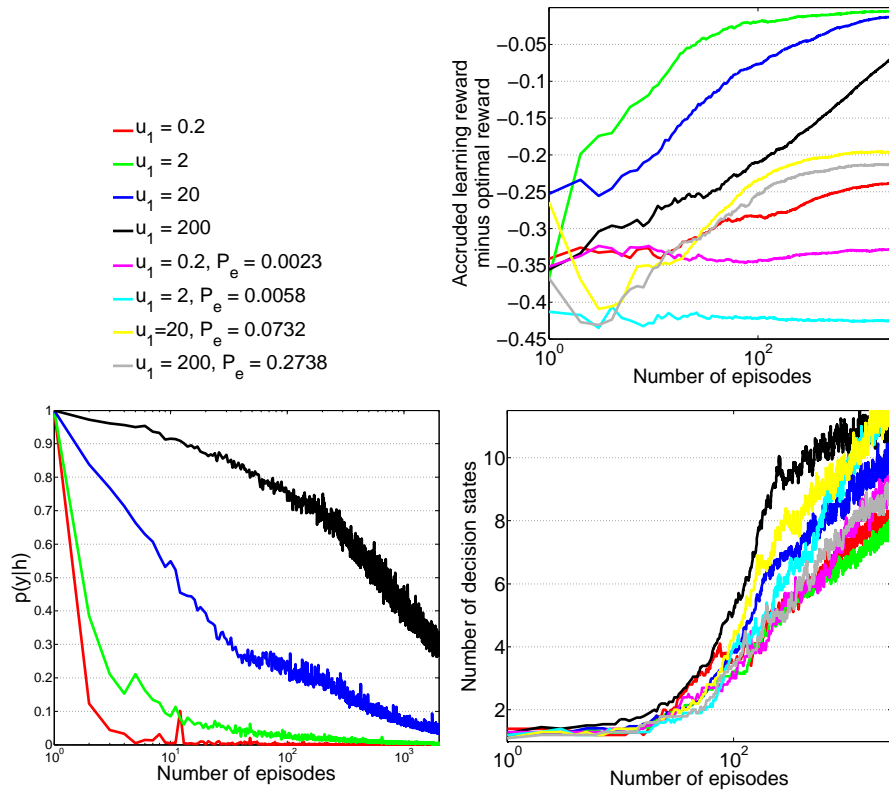 u1 = 0.2
u1 = 2
u1 = 20
u1 = 200
u1 = 0.2, Pe = 0.0023
u1 = 2, Pe = 0.0058
u1=20, Pe = 0.0732
u1 = 200, Pe = 0.2738
Accrued learning reward
minus optimal reward
−0.05
−0.1
−0.15
−0.2
−0.25
−0.3
−0.35
−0.4
−0.45
10^0
10^2
Number of episodes
p(y|h)
1
0.9
0.8
0.7
0.6
0.5
0.4
0.3
0.2
0.1
0
10^0
10^1
10^2
10^3
Number of episodes
Number of decision states
10
8
6
4
2
10^0
10^2
Number of episodes